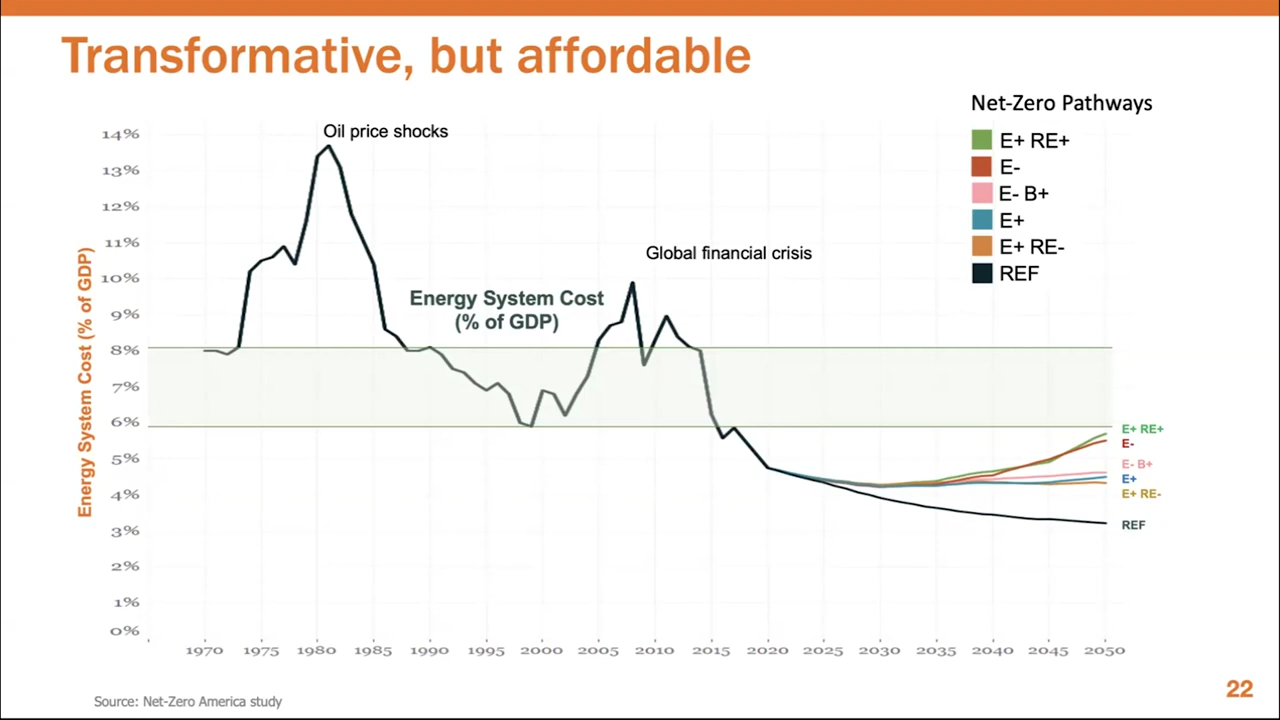 Transformative, but affordable
Net-Zero Pathways
E+ RE+
E-
E- B+
E+
E+ RE-
REF
Oil price shocks
Global financial crisis
Energy System Cost
(% of GDP)
Energy System Cost (% of GDP)
14%
13%
12%
11%
10%
9%
8%
7%
6%
5%
4%
3%
2%
1%
0%
E+ RE+
E-
E- B+
E+
E+ RE-
REF
1970 1975 1980 1985 1990 1995 2000 2005 2010 2015 2020 2025 2030 2035 2040 2045 2050
Source: Net-Zero America study
22